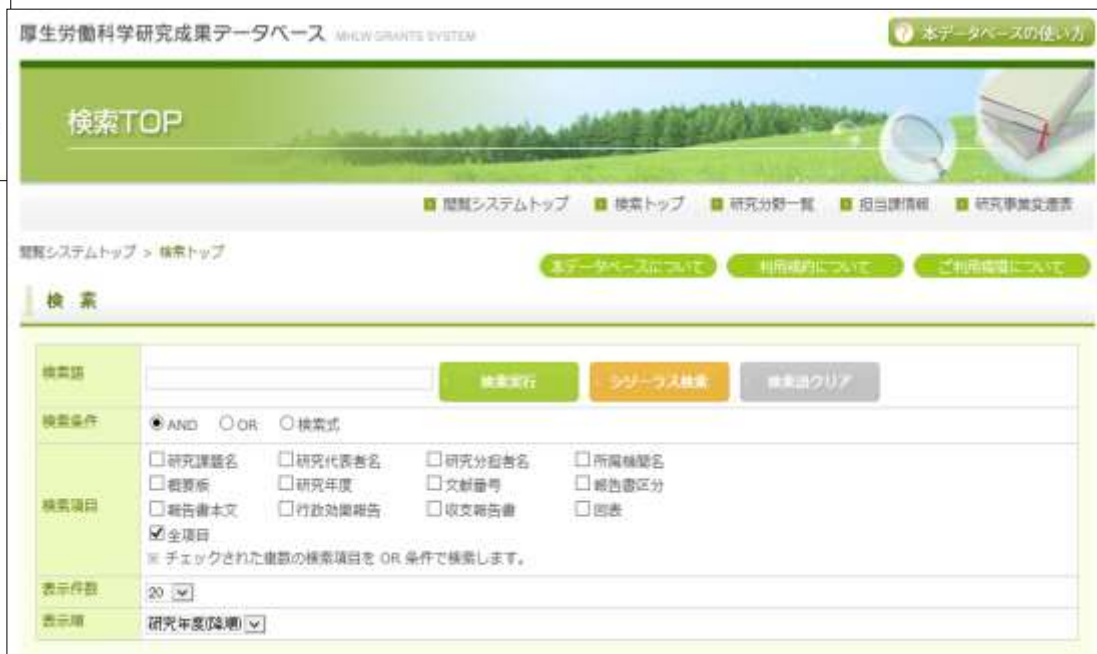 厚生労働科学研究成果データベース MHLW GRANTS SYSTEM
? 本データベースの使い方
検索TOP
閲覧システムトップ 検索トップ 研究分野一覧 担当課情報 研究事業変遷表
閲覧システムトップ > 検索トップ
本データベースについて 利用規約について ご利用環境について
検 索
検索語 検索実行 シソーラス検索 検索語クリア
検索条件 AND OR 検索式
研究課題名 研究代表者名 研究分担者名 所属機関名
概要版 研究年度 文献番号 報告書区分
検索項目 報告書本文 行政効果報告 収支報告書 図表
全項目
※ チェックされた複数の検索項目を OR 条件で検索します。
表示件数 20
表示順 研究年度(降順)